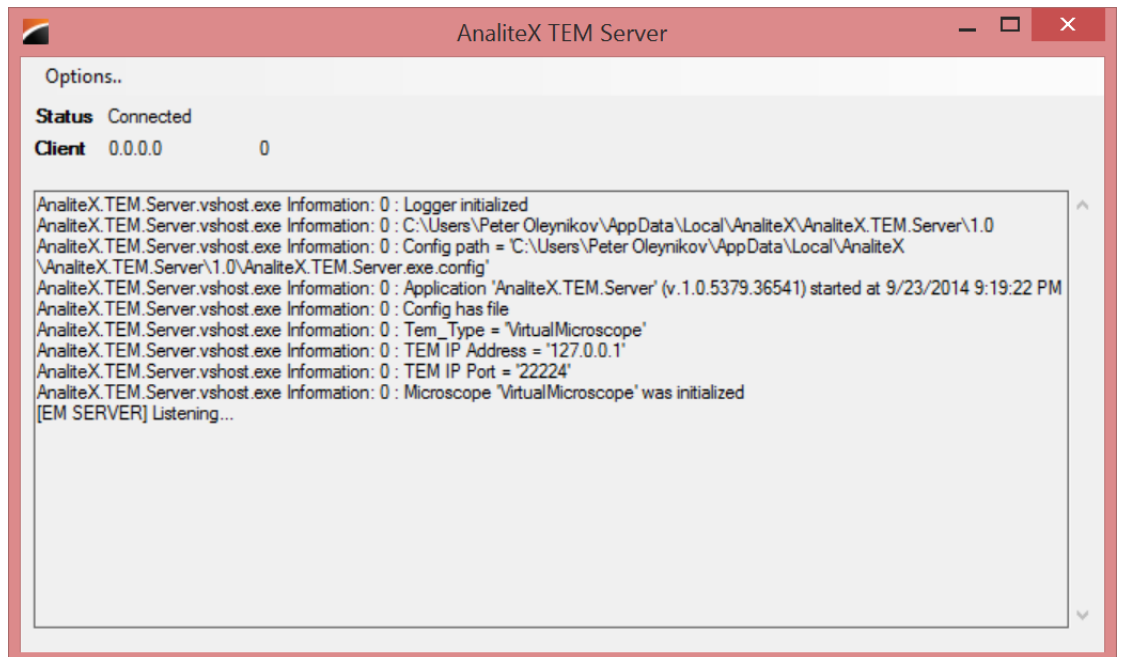 AnaliteX TEM Server
Options..
Status Connected
Client 0.0.0.0 0
AnaliteX.TEM.Server.vshost.exe Information: 0 : Logger initialized
AnaliteX.TEM.Server.vshost.exe Information: 0 : C:\Users\Peter Oleynikov\AppData\Local\AnaliteX\AnaliteX.TEM.Server\1.0
AnaliteX.TEM.Server.vshost.exe Information: 0 : Config path = 'C:\Users\Peter Oleynikov\AppData\Local\AnaliteX
\AnaliteX.TEM.Server\1.0\AnaliteX.TEM.Server.exe.config'
AnaliteX.TEM.Server.vshost.exe Information: 0 : Application 'AnaliteX.TEM.Server' (v.1.0.5379.36541) started at 9/23/2014 9:19:22 PM
AnaliteX.TEM.Server.vshost.exe Information: 0 : Config has file
AnaliteX.TEM.Server.vshost.exe Information: 0 : Tem_Type = 'VirtualMicroscope'
AnaliteX.TEM.Server.vshost.exe Information: 0 : TEM IP Address = '127.0.0.1'
AnaliteX.TEM.Server.vshost.exe Information: 0 : TEM IP Port = '22224'
AnaliteX.TEM.Server.vshost.exe Information: 0 : Microscope 'VirtualMicroscope' was initialized
[EM SERVER] Listening...